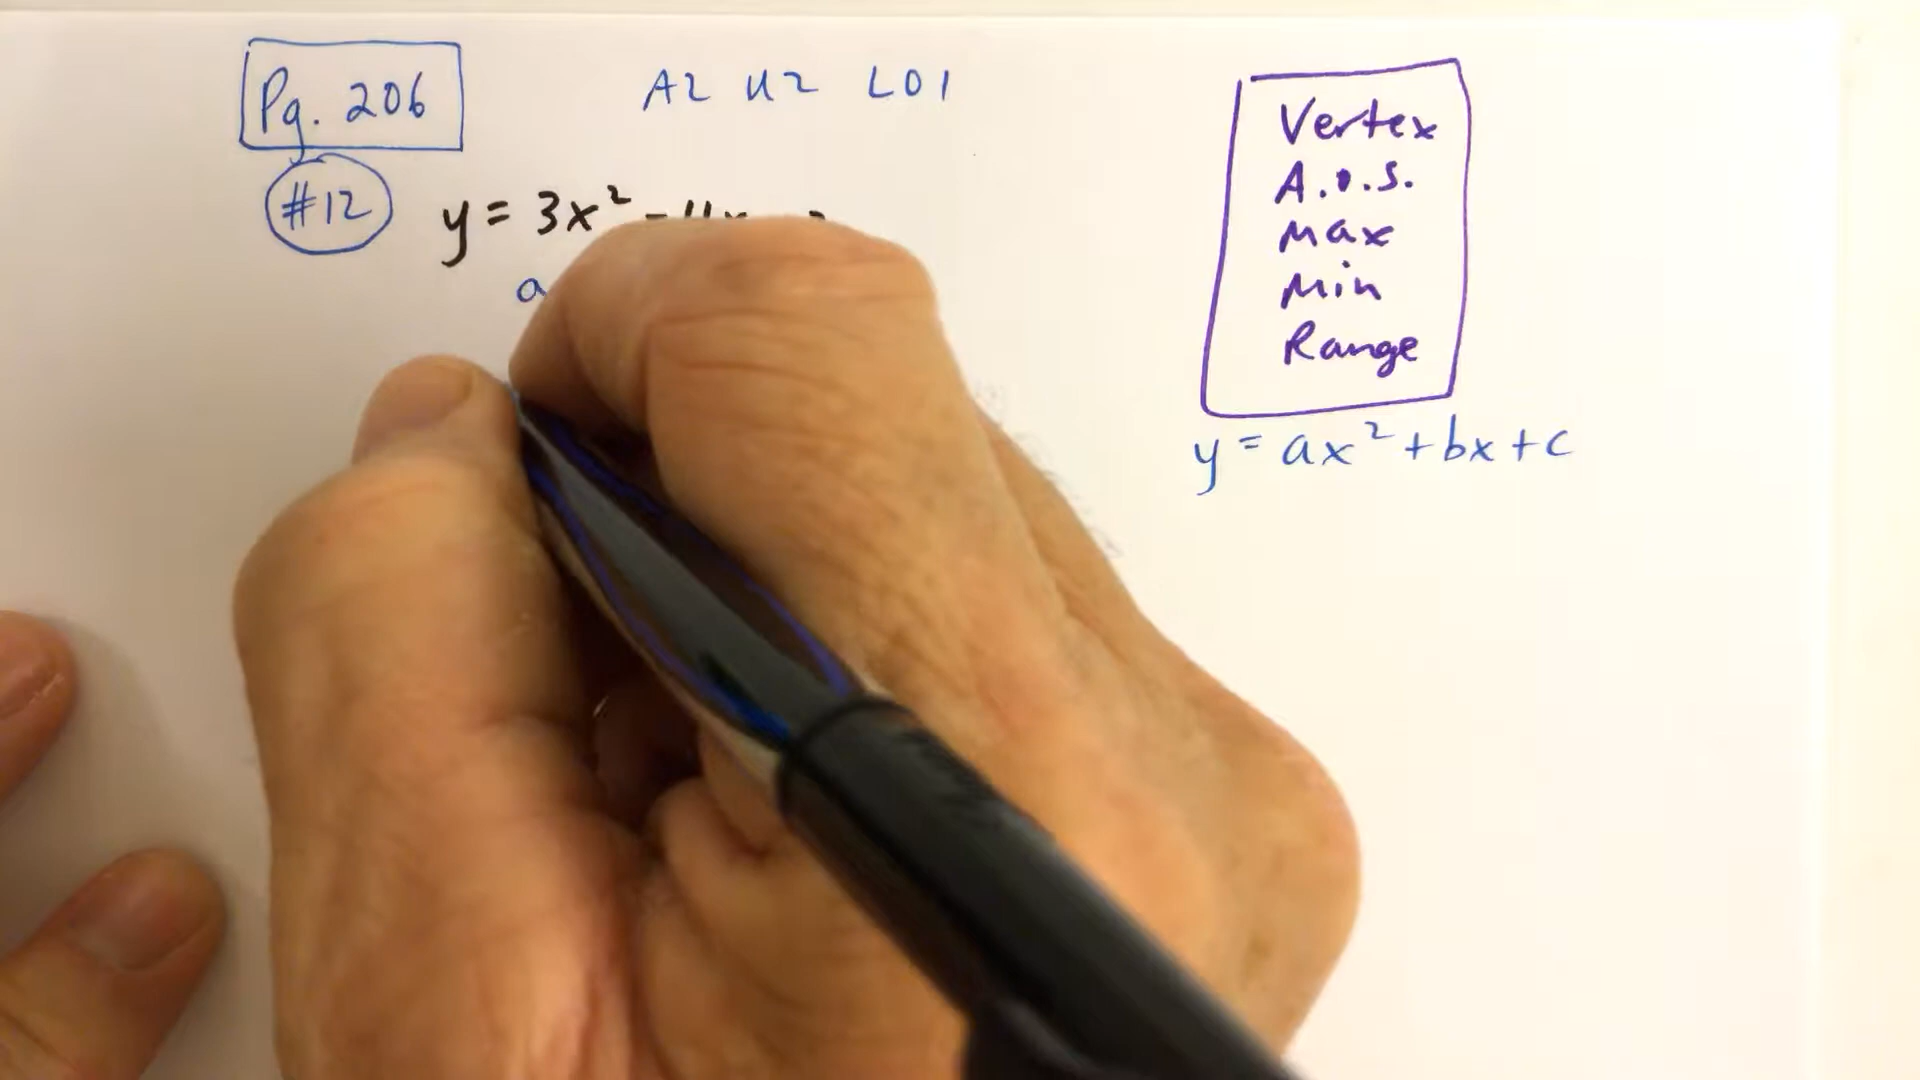 Pg. 206
A2 U2 L01
#12
y = 3x²
a
Vertex
A.o.S.
Max
Min
Range
y = ax² + bx + c